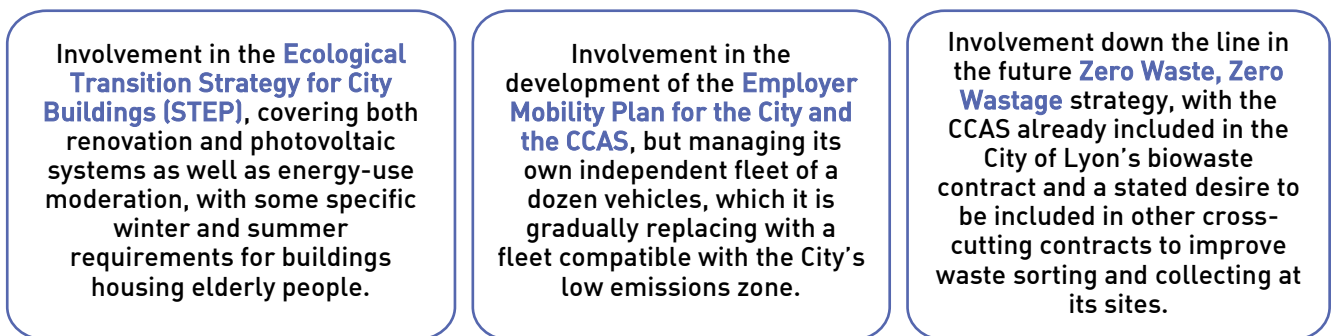 Involvement in the Ecological
Transition Strategy for City
Buildings (STEP), covering both
renovation and photovoltaic
systems as well as energy-use
moderation, with some specific
winter and summer
requirements for buildings
housing elderly people.
Involvement in the
development of the Employer
Mobility Plan for the City and
the CCAS, but managing its
own independent fleet of a
dozen vehicles, which it is
gradually replacing with a
fleet compatible with the City’s
low emissions zone.
Involvement down the line in
the future Zero Waste, Zero
Wastage strategy, with the
CCAS already included in the
City of Lyon’s biowaste
contract and a stated desire to
be included in other cross-
cutting contracts to improve
waste sorting and collecting at
its sites.